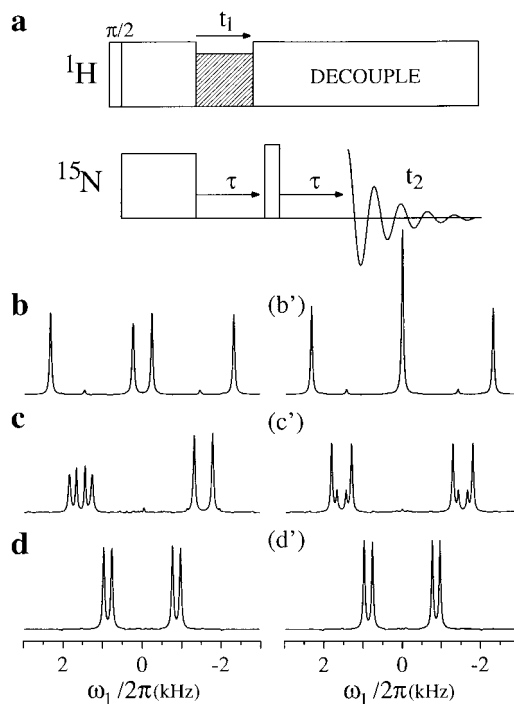 a
π/2
t₁
¹H
DECOUPLE
¹⁵N
τ
τ
t₂
b
(b')
c
(c')
d
(d')
2 0 -2
2 0 -2
ω₁/2π(kHz)
ω₁/2π(kHz)